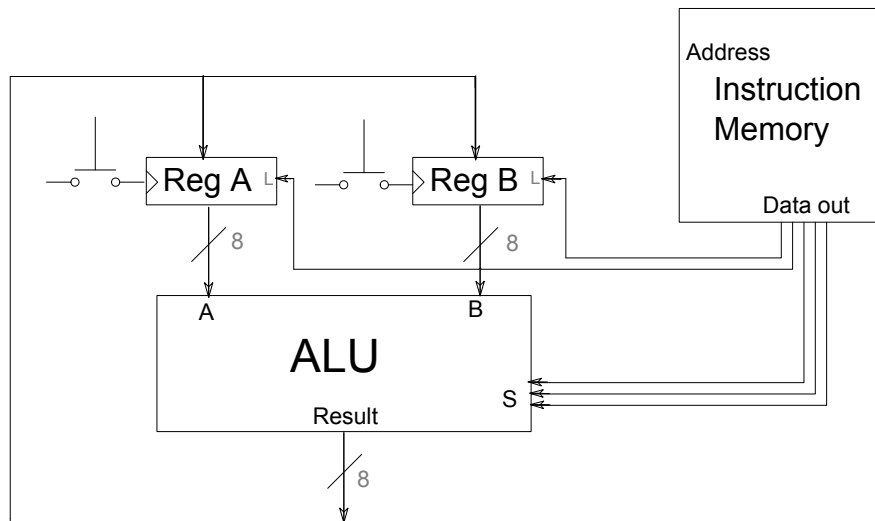 Address
Instruction
Memory
Data out
Reg A L
Reg B L
8
8
A
B
ALU
S
Result
8